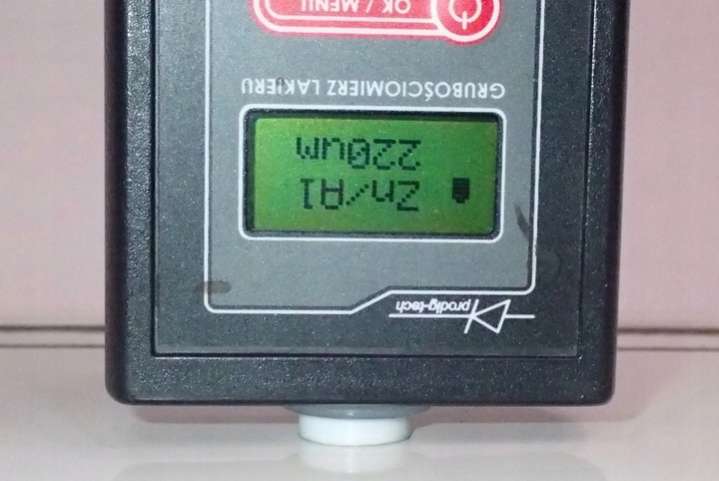 prodig-tech
Zn/Al
220um
GRUBOŚCIOMIERZ LAKIERU
OK / MENU